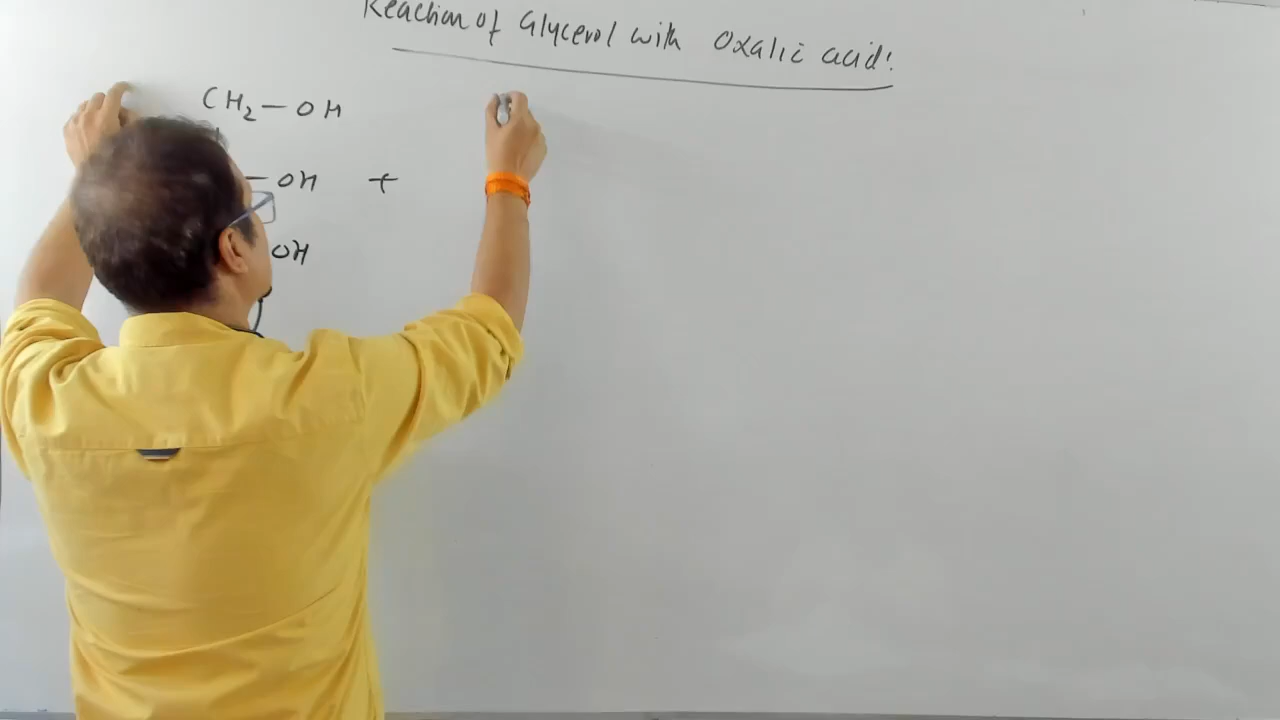 Reaction of Glycerol with Oxalic acid:
CH₂ — OH
— OH +
OH